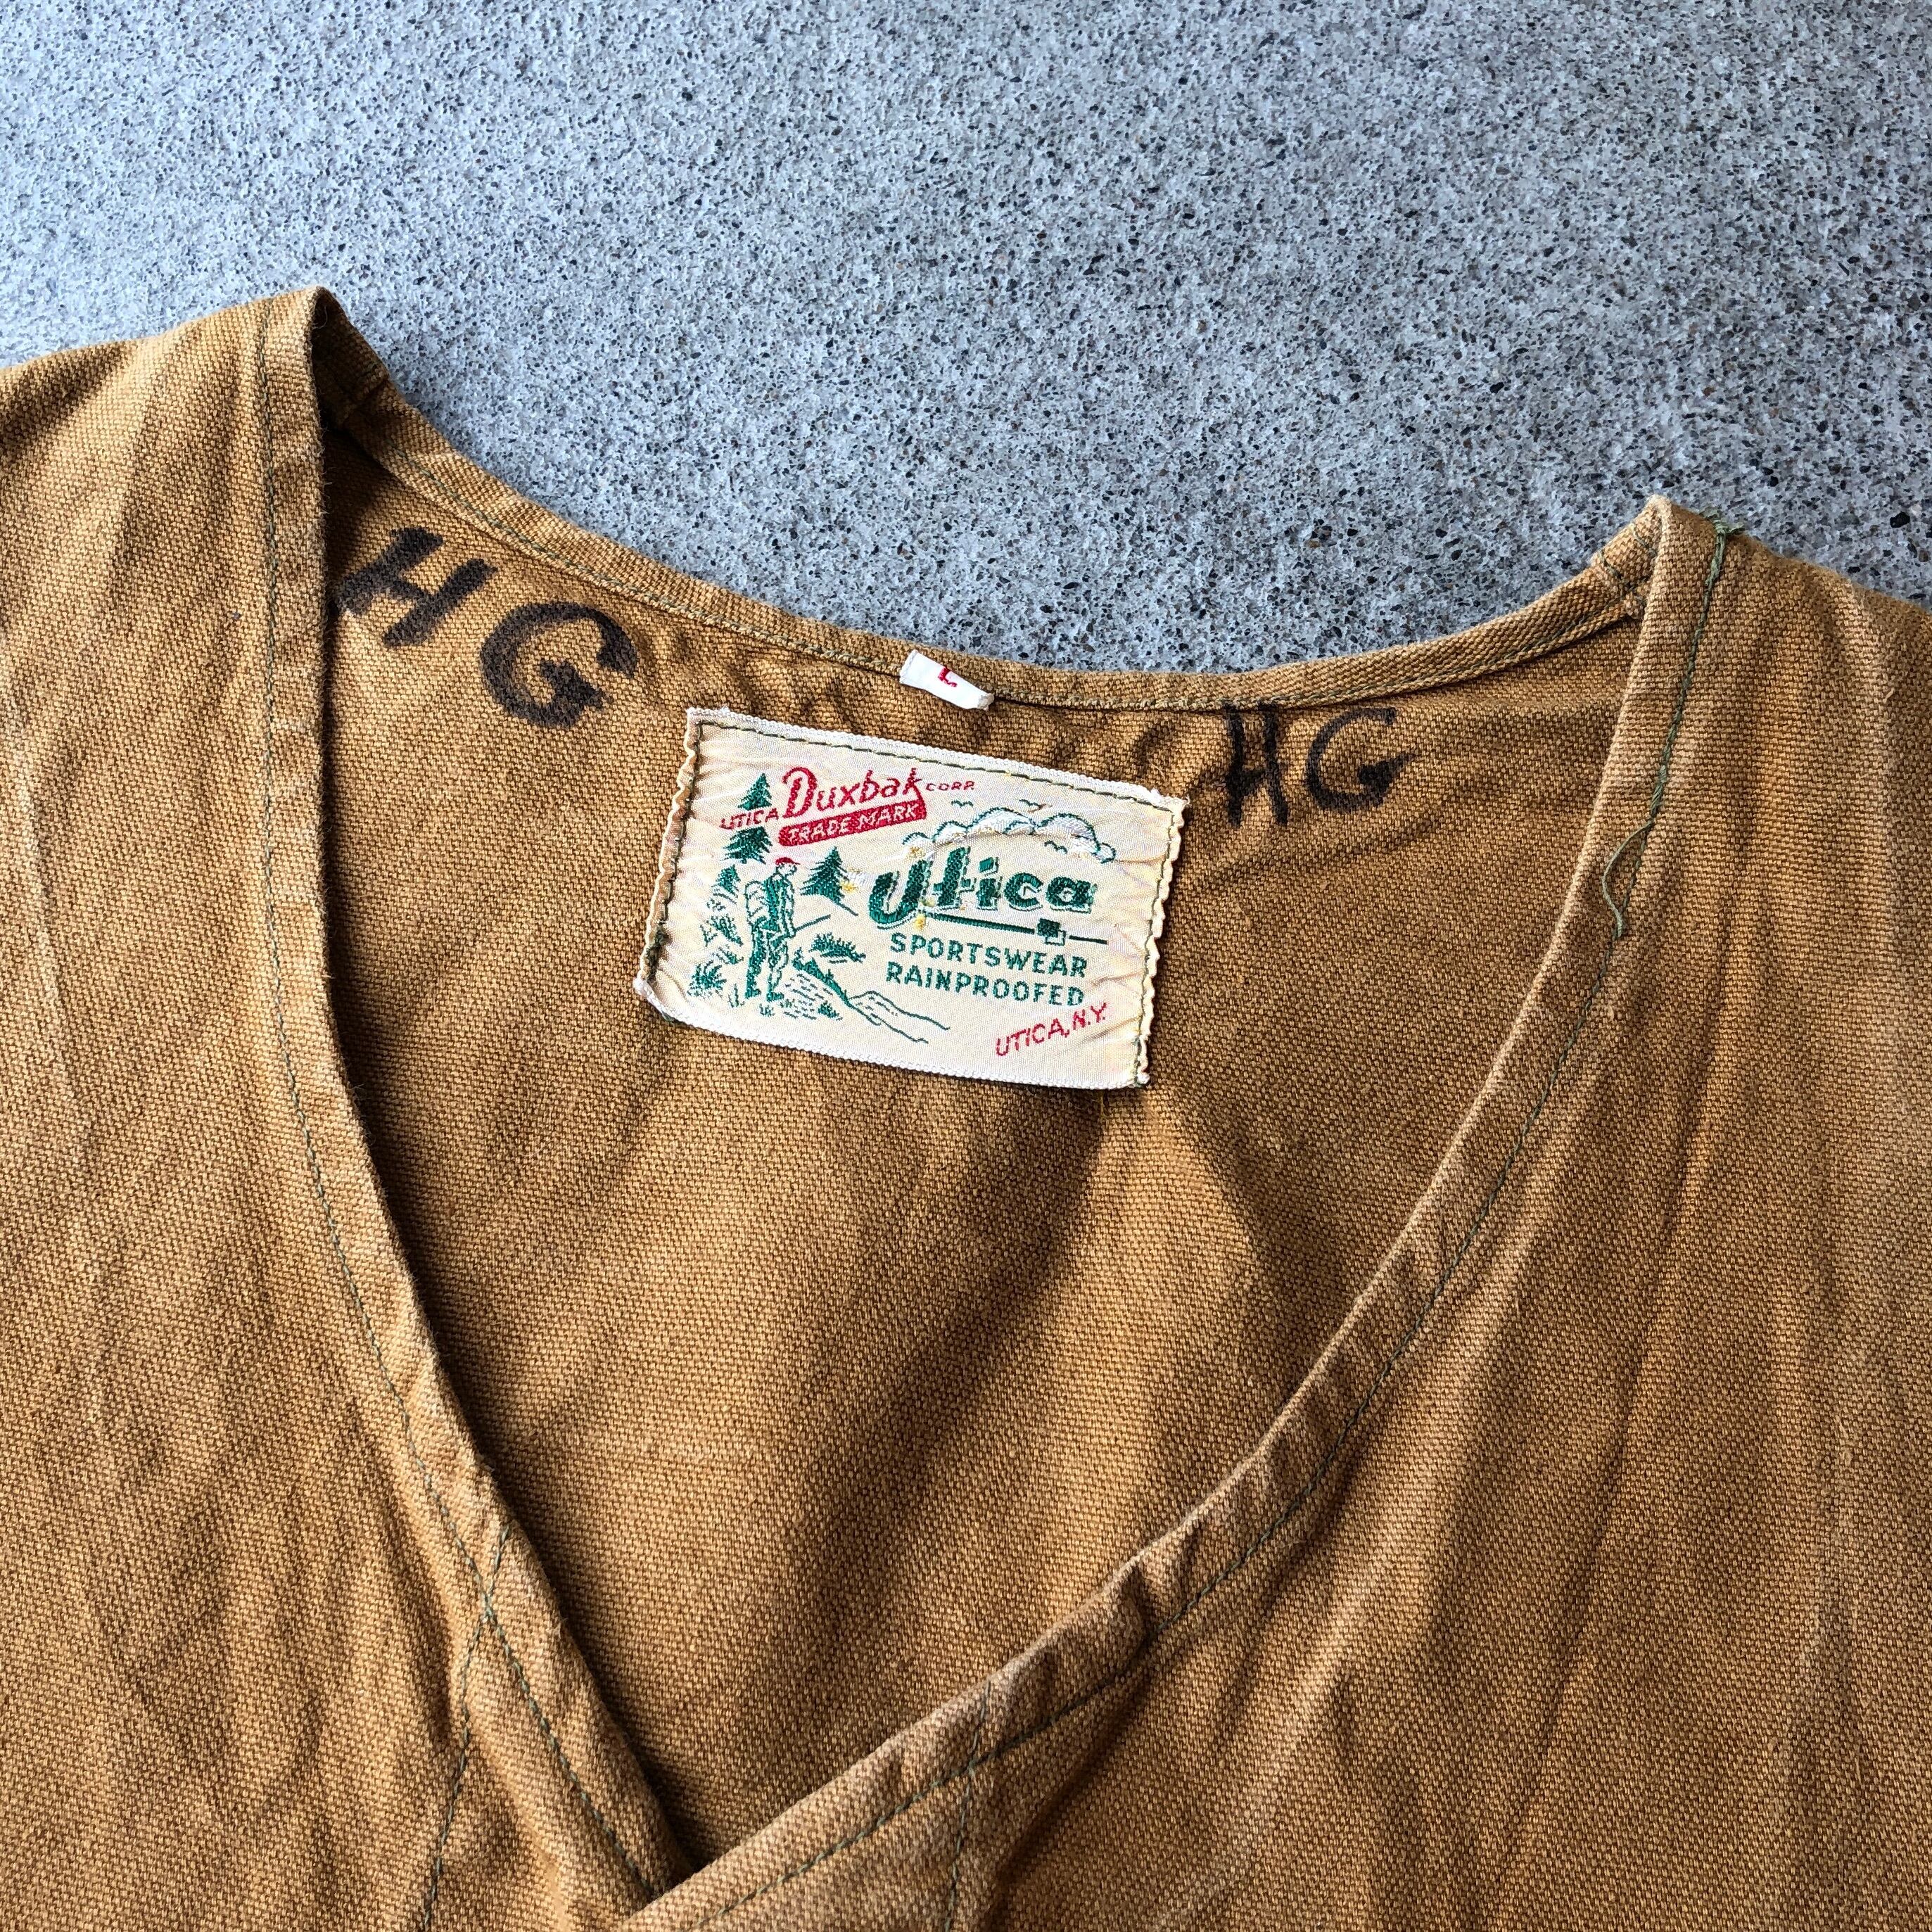 HG
L
HG
UTICA Duxbak CORP.
TRADE MARK
Utica
SPORTSWEAR
RAINPROOFED
UTICA, N.Y.